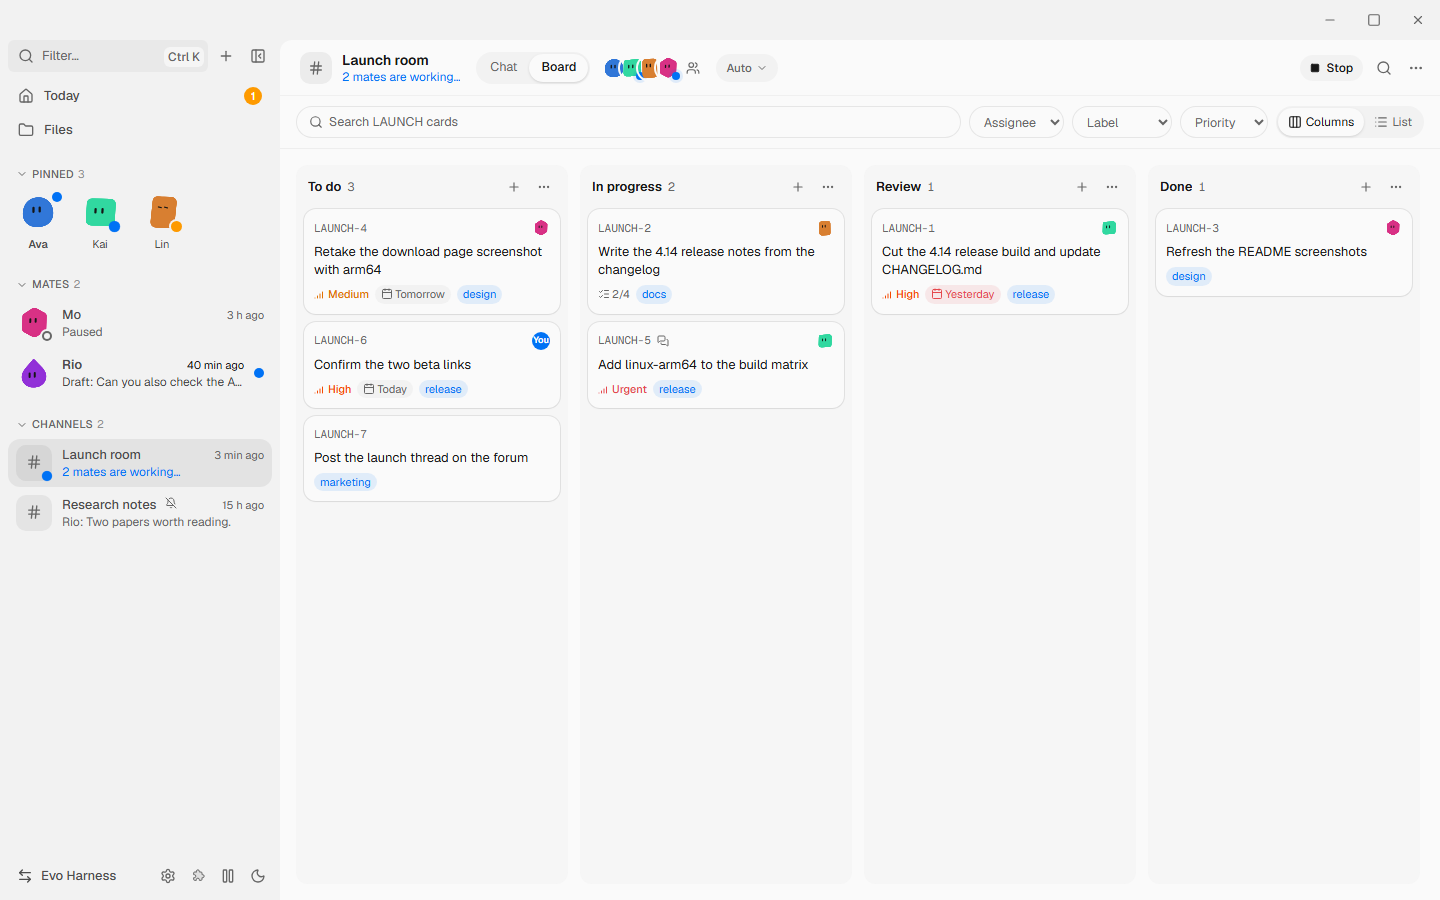 Filter...
Ctrl K
Today
1
Files
PINNED 3
Ava
Kai
Lin
MATES 2
Mo
3 h ago
Paused
Rio
40 min ago
Draft: Can you also check the A...
CHANNELS 2
Launch room
3 min ago
2 mates are working...
Research notes
15 h ago
Rio: Two papers worth reading.
Evo Harness
Launch room
2 mates are working...
Chat
Board
Auto
Stop
Search LAUNCH cards
Assignee
Label
Priority
Columns
List
To do 3
LAUNCH-4
Retake the download page screenshot
with arm64
Medium
Tomorrow
design
LAUNCH-6
You
Confirm the two beta links
High
Today
release
LAUNCH-7
Post the launch thread on the forum
marketing
In progress 2
LAUNCH-2
Write the 4.14 release notes from the
changelog
2/4
docs
LAUNCH-5
Add linux-arm64 to the build matrix
Urgent
release
Review 1
LAUNCH-1
Cut the 4.14 release build and update
CHANGELOG.md
High
Yesterday
release
Done 1
LAUNCH-3
Refresh the README screenshots
design